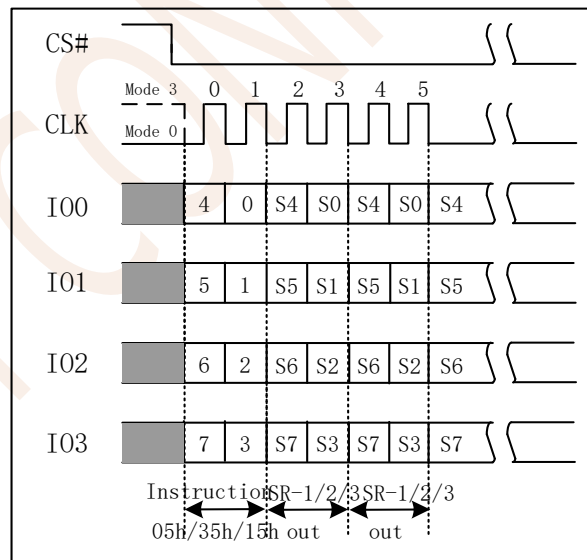 CS#
Mode 3 0 1 2 3 4 5
CLK
Mode 0
IO0 4 0 S4 S0 S4 S0 S4
IO1 5 1 S5 S1 S5 S1 S5
IO2 6 2 S6 S2 S6 S2 S6
IO3 7 3 S7 S3 S7 S3 S7
Instruction SR-1/2/3 SR-1/2/3
05h/35h/15h out out